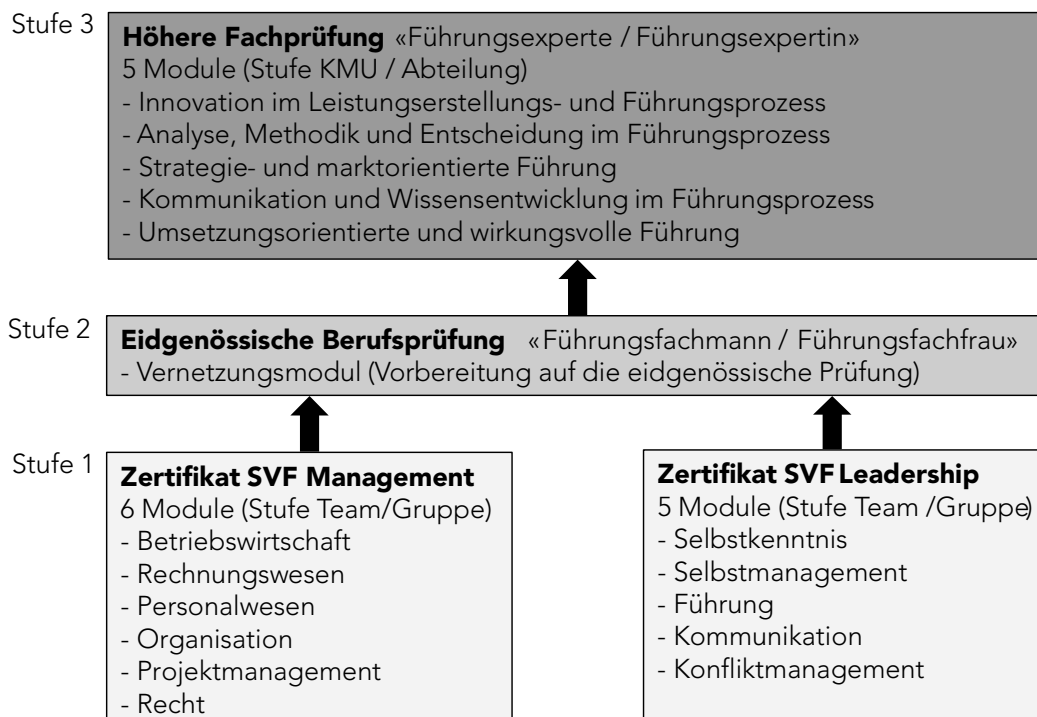 Stufe 3
Höhere Fachprüfung «Führungsexperte / Führungsexpertin»
5 Module (Stufe KMU / Abteilung)
- Innovation im Leistungserstellungs- und Führungsprozess
- Analyse, Methodik und Entscheidung im Führungsprozess
- Strategie- und marktorientierte Führung
- Kommunikation und Wissensentwicklung im Führungsprozess
- Umsetzungsorientierte und wirkungsvolle Führung
Stufe 2
Eidgenössische Berufsprüfung «Führungsfachmann / Führungsfachfrau»
- Vernetzungsmodul (Vorbereitung auf die eidgenössische Prüfung)
Stufe 1
Zertifikat SVF Management
6 Module (Stufe Team/Gruppe)
- Betriebswirtschaft
- Rechnungswesen
- Personalwesen
- Organisation
- Projektmanagement
- Recht
Zertifikat SVF Leadership
5 Module (Stufe Team /Gruppe)
- Selbstkenntnis
- Selbstmanagement
- Führung
- Kommunikation
- Konfliktmanagement